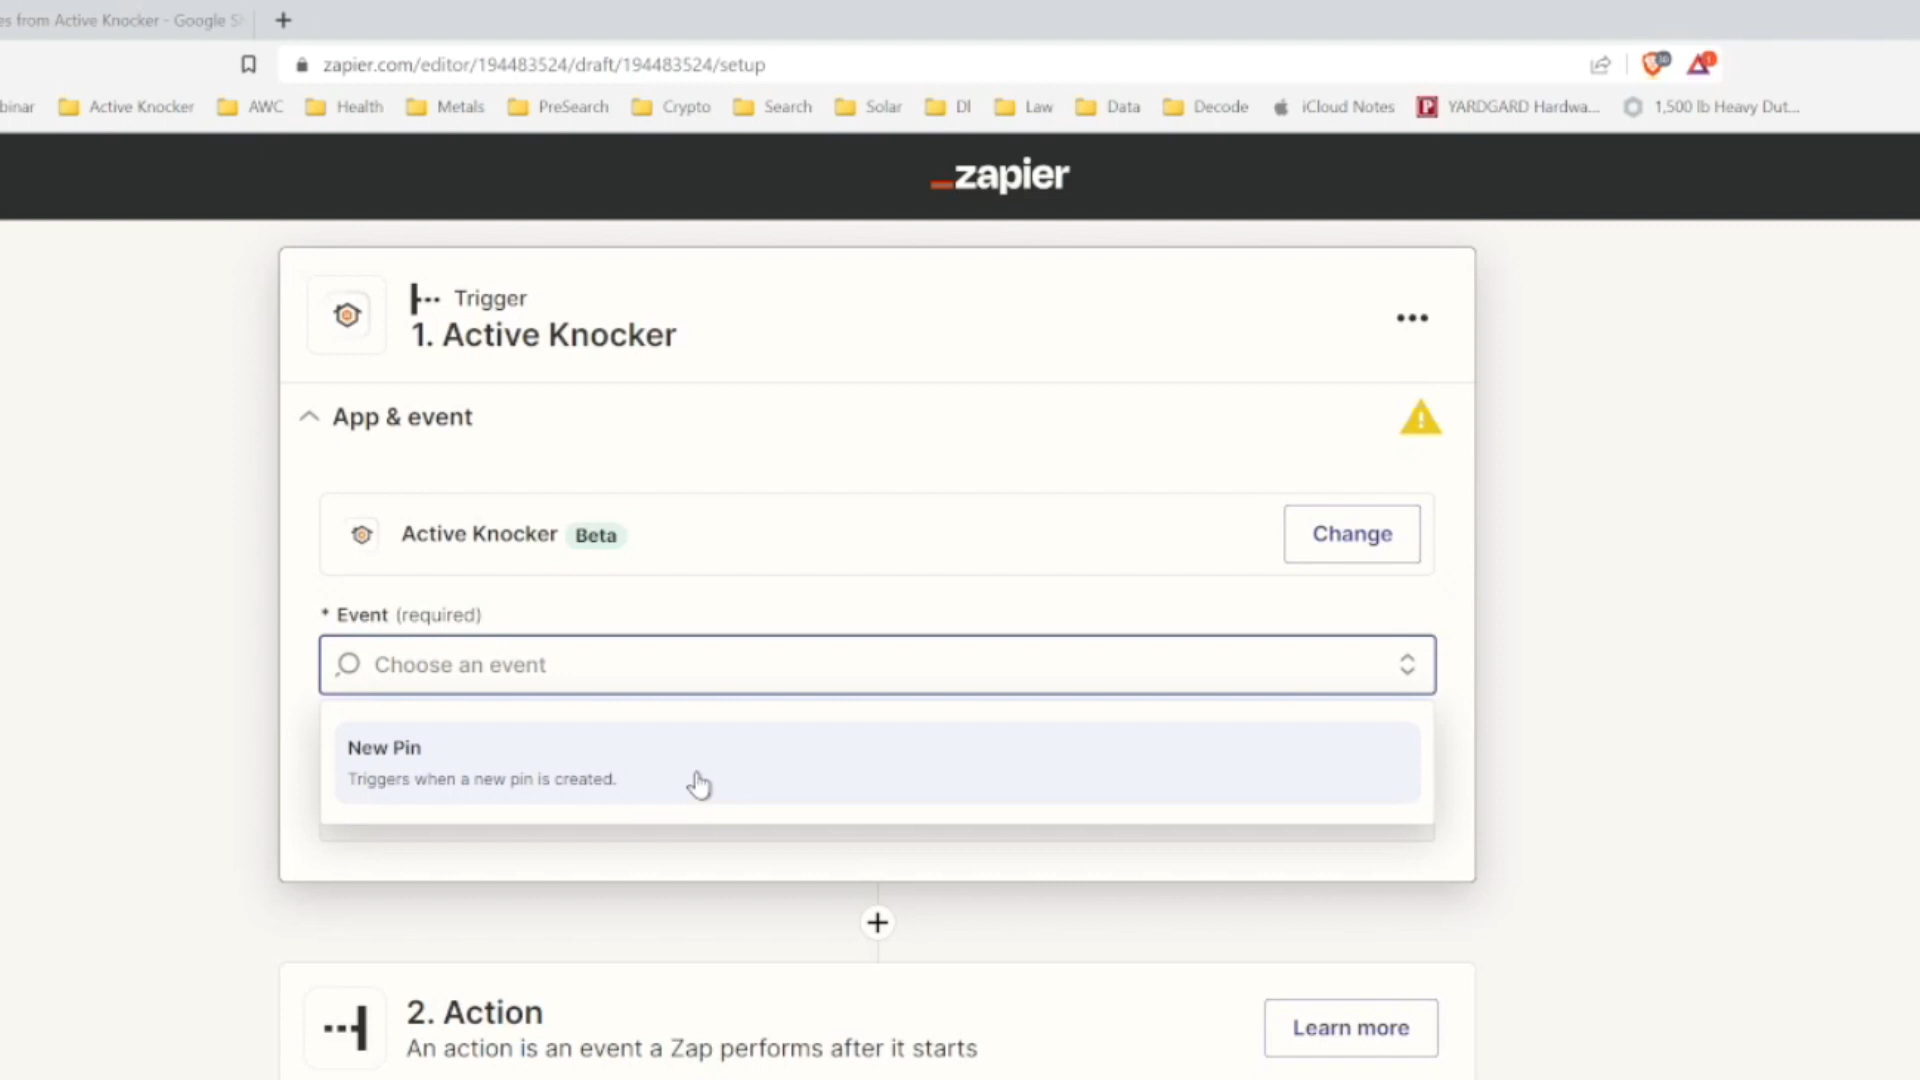 es from Active Knocker - Google Sh
zapier.com/editor/194483524/draft/194483524/setup
binar Active Knocker AWC Health Metals PreSearch Crypto Search Solar DI Law Data Decode iCloud Notes YARDGARD Hardwa... 1,500 lb Heavy Dut...
_zapier
Trigger
1. Active Knocker
App & event
Active Knocker Beta
Change
* Event (required)
Choose an event
New Pin
Triggers when a new pin is created.
2. Action
An action is an event a Zap performs after it starts
Learn more